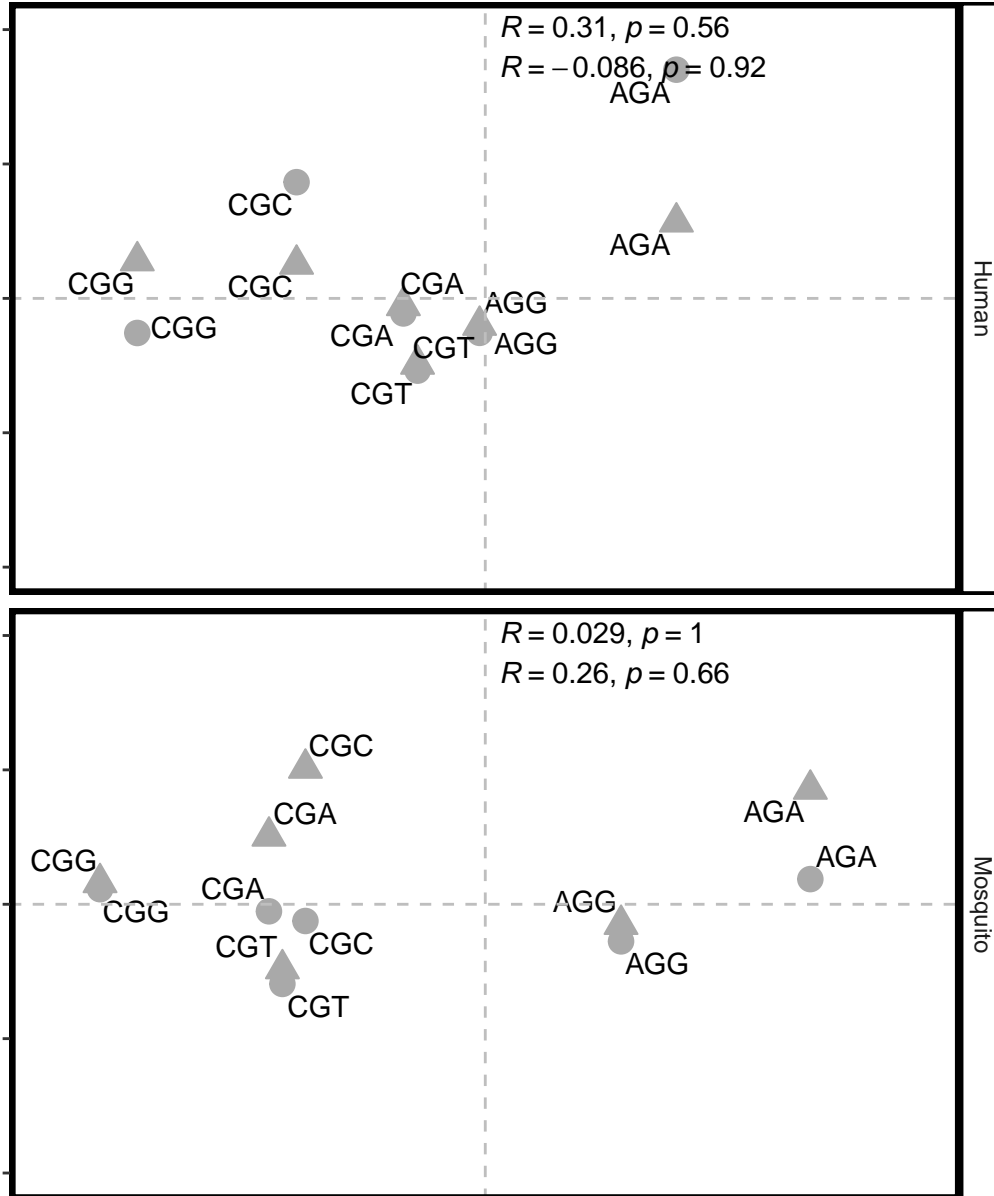 R = 0.31, p = 0.56
R = −0.086, p = 0.92
AGA
CGC
AGA
CGG
CGC
CGA
AGG
CGG
CGA
CGT
AGG
CGT
Human
R = 0.029, p = 1
R = 0.26, p = 0.66
CGC
CGA
AGA
CGG
AGA
CGA
AGG
CGG
CGT
CGC
AGG
CGT
Mosquito